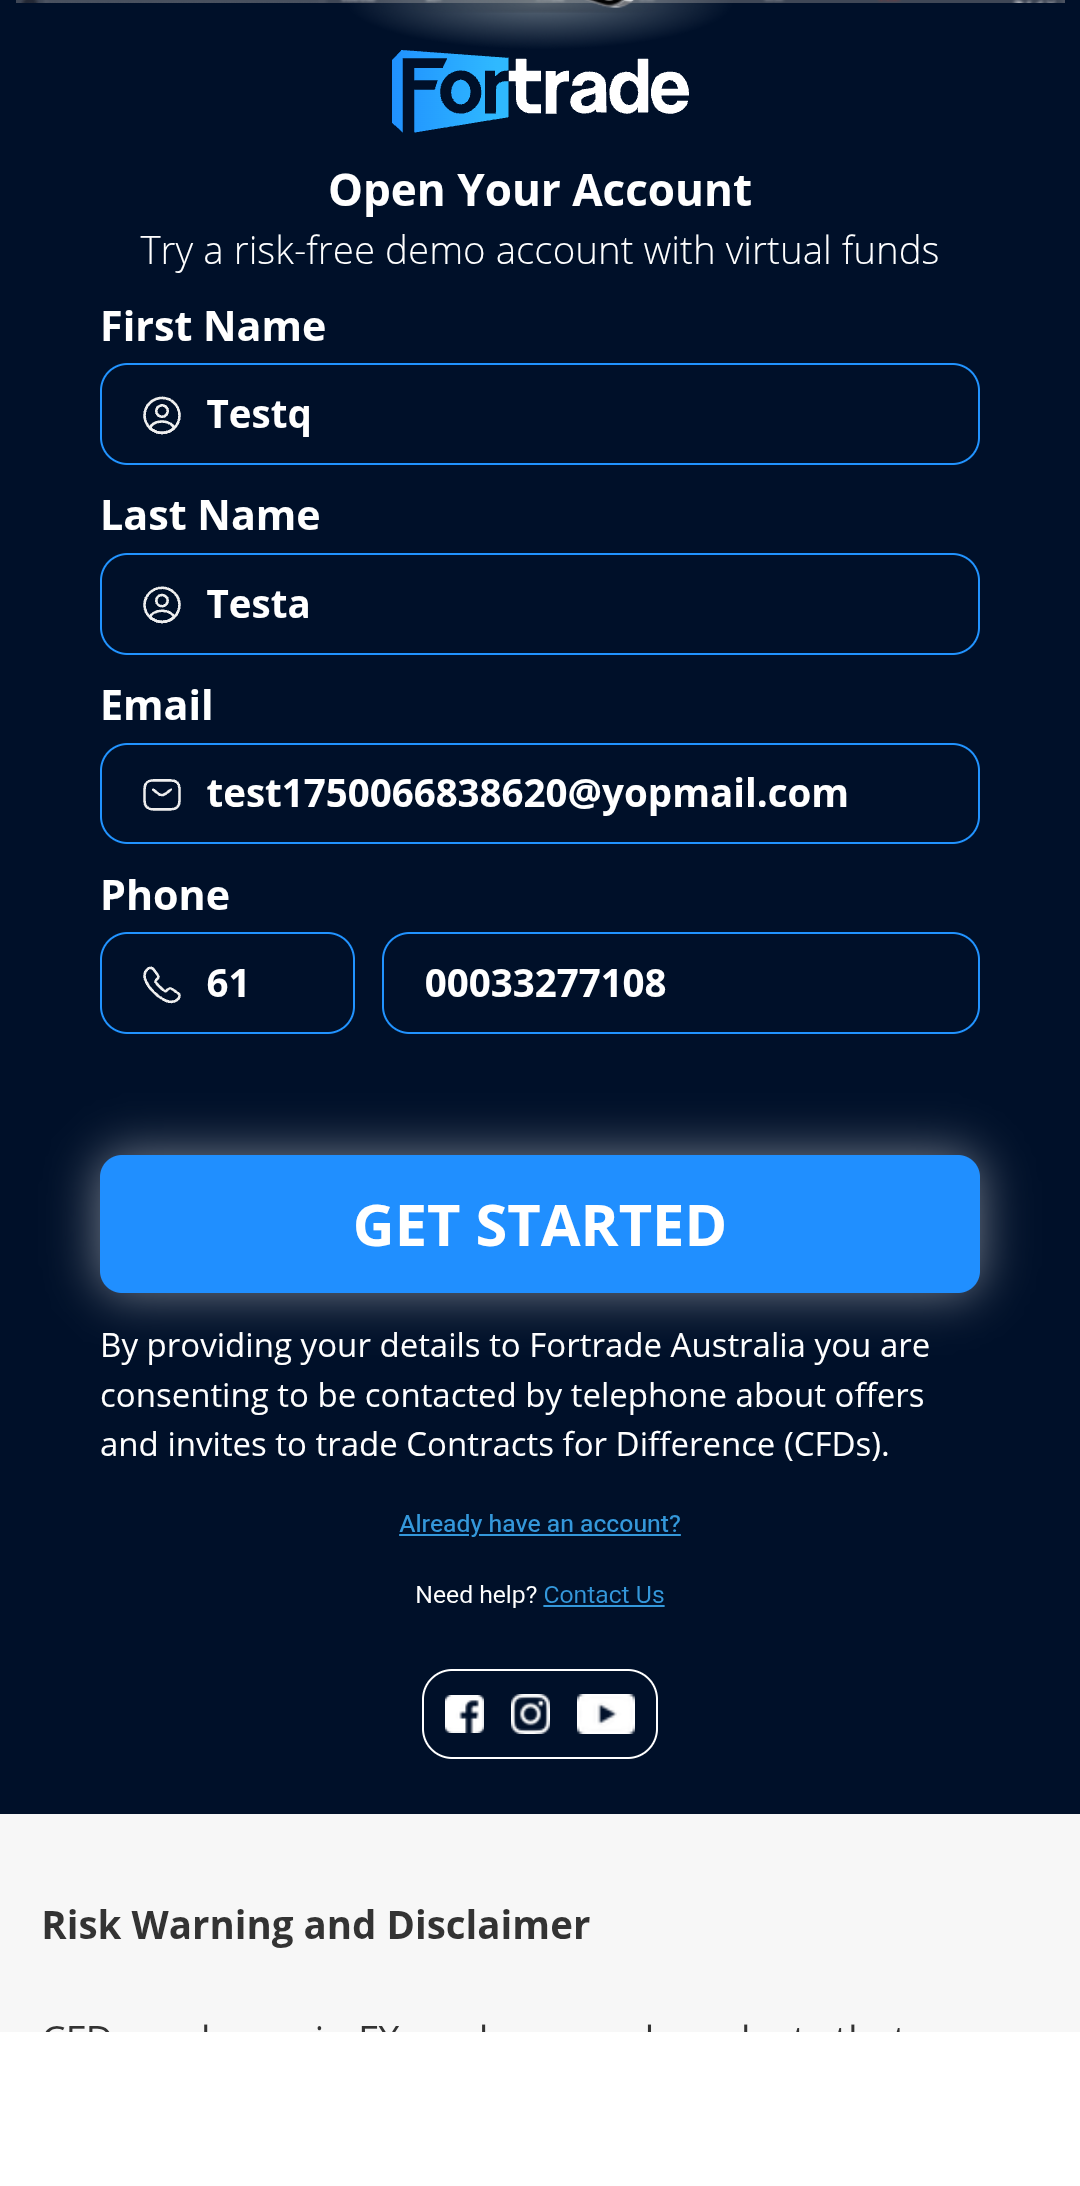 Fortrade
Open Your Account
Try a risk-free demo account with virtual funds
First Name
Testq
Last Name
Testa
Email
test1750066838620@yopmail.com
Phone
61 00033277108
GET STARTED
By providing your details to Fortrade Australia you are
consenting to be contacted by telephone about offers
and invites to trade Contracts for Difference (CFDs).
Already have an account?
Need help? Contact Us
Risk Warning and Disclaimer